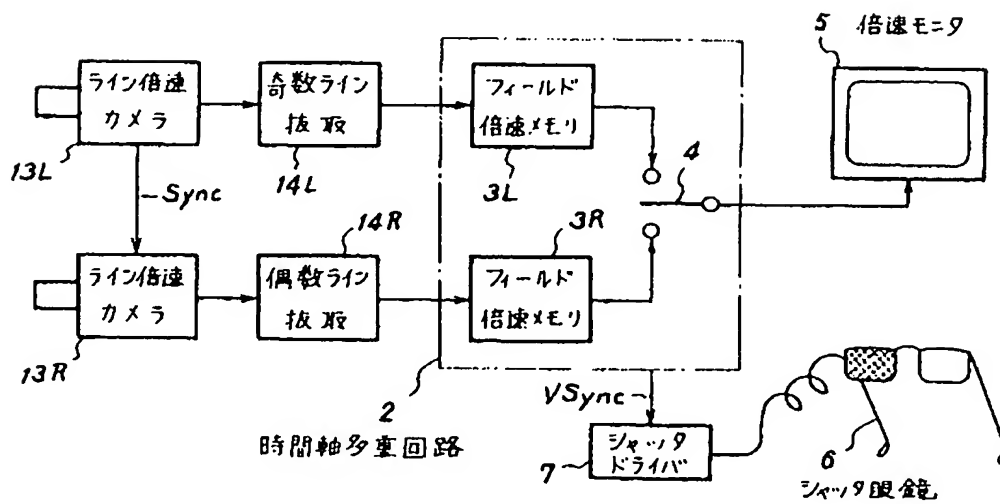 5 倍速モニタ
ライン倍速
カメラ
13L
奇数ライン
抜取
14L
フィールド
倍速メモリ
3L
4
Sync
ライン倍速
カメラ
13R
偶数ライン
抜取
14R
フィールド
倍速メモリ
3R
2
時間軸多重回路
VSync
シャッタ
ドライバ
7
6
シャッタ眼鏡